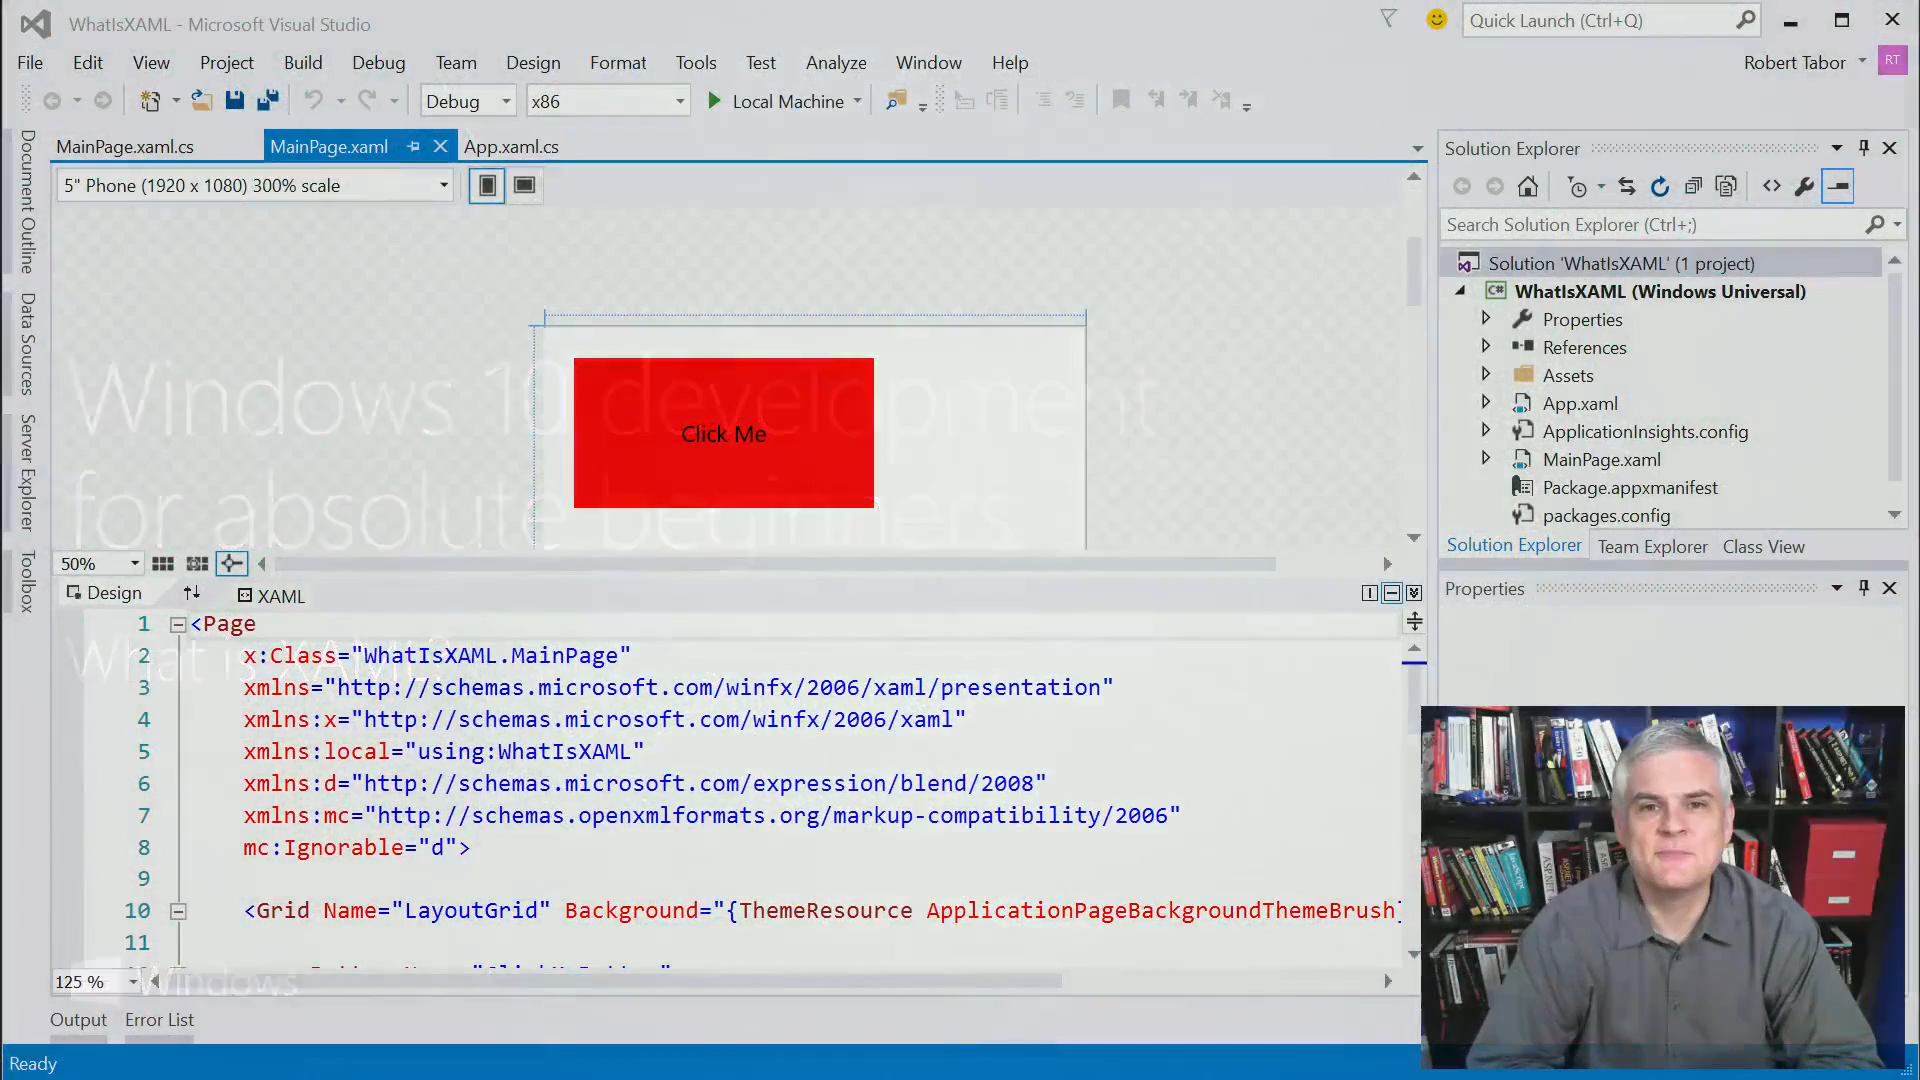 WhatIsXAML - Microsoft Visual Studio
Quick Launch (Ctrl+Q)
File Edit View Project Build Debug Team Design Format Tools Test Analyze Window Help
Robert Tabor
RT
Debug x86 Local Machine
MainPage.xaml.cs MainPage.xaml App.xaml.cs
5" Phone (1920 x 1080) 300% scale
Document Outline
Data Sources
Server Explorer
Toolbox
Windows 10 development
for absolute beginners
Click Me
What is XAML?
Windows
50%
Design XAML
1 <Page
2 x:Class="WhatIsXAML.MainPage"
3 xmlns="http://schemas.microsoft.com/winfx/2006/xaml/presentation"
4 xmlns:x="http://schemas.microsoft.com/winfx/2006/xaml"
5 xmlns:local="using:WhatIsXAML"
6 xmlns:d="http://schemas.microsoft.com/expression/blend/2008"
7 xmlns:mc="http://schemas.openxmlformats.org/markup-compatibility/2006"
8 mc:Ignorable="d">
9
10 <Grid Name="LayoutGrid" Background="{ThemeResource ApplicationPageBackgroundThemeBrush}
11
125 %
Output Error List
Ready
Solution Explorer
Search Solution Explorer (Ctrl+;)
Solution 'WhatIsXAML' (1 project)
C# WhatIsXAML (Windows Universal)
Properties
References
Assets
App.xaml
ApplicationInsights.config
MainPage.xaml
Package.appxmanifest
packages.config
Solution Explorer Team Explorer Class View
Properties